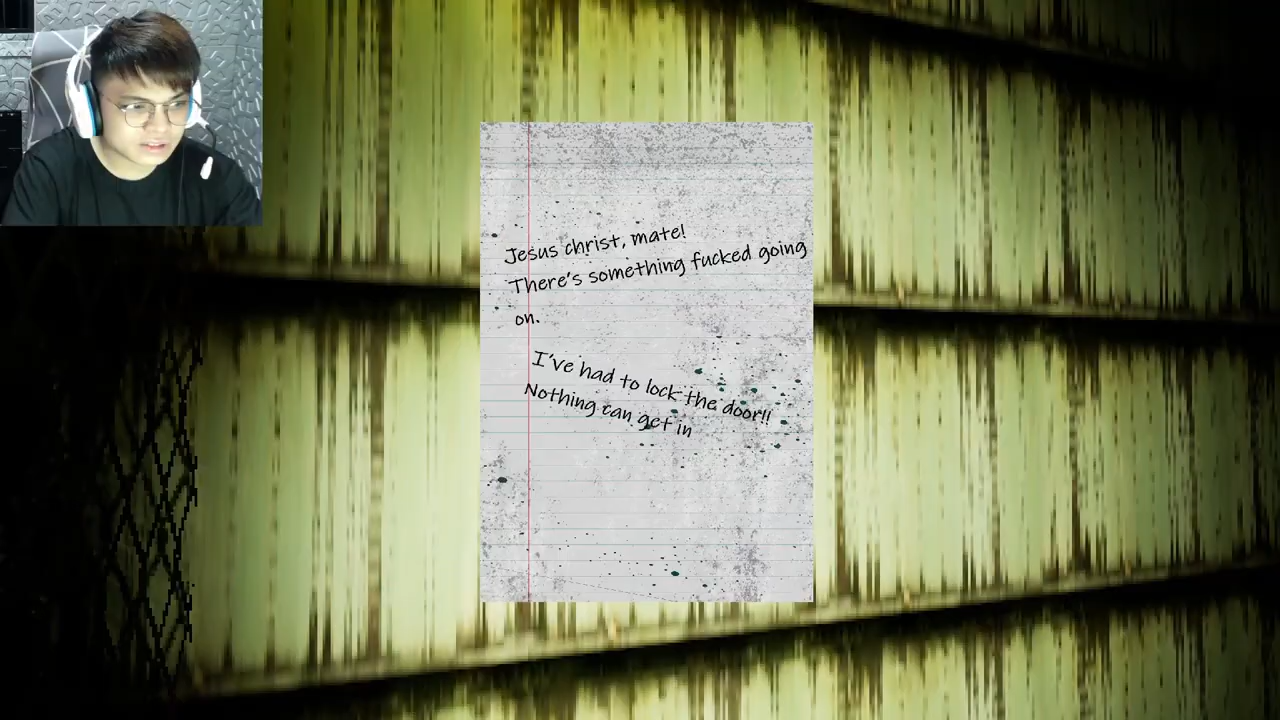 Jesus christ, mate!
There's something fucked going
on.
I've had to lock the door!!
Nothing can get in